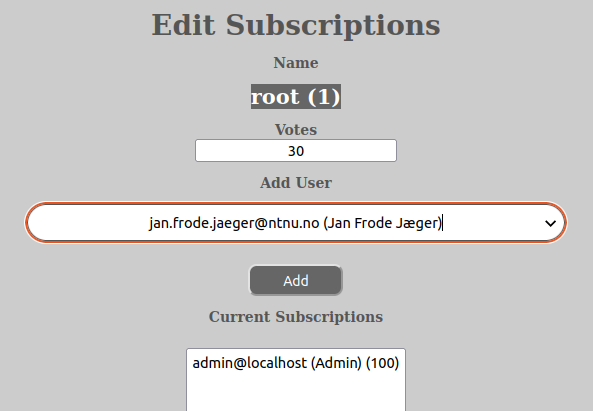 Edit Subscriptions
Name
root (1)
Votes
30
Add User
jan.frode.jaeger@ntnu.no (Jan Frode Jæger)
Add
Current Subscriptions
admin@localhost (Admin) (100)